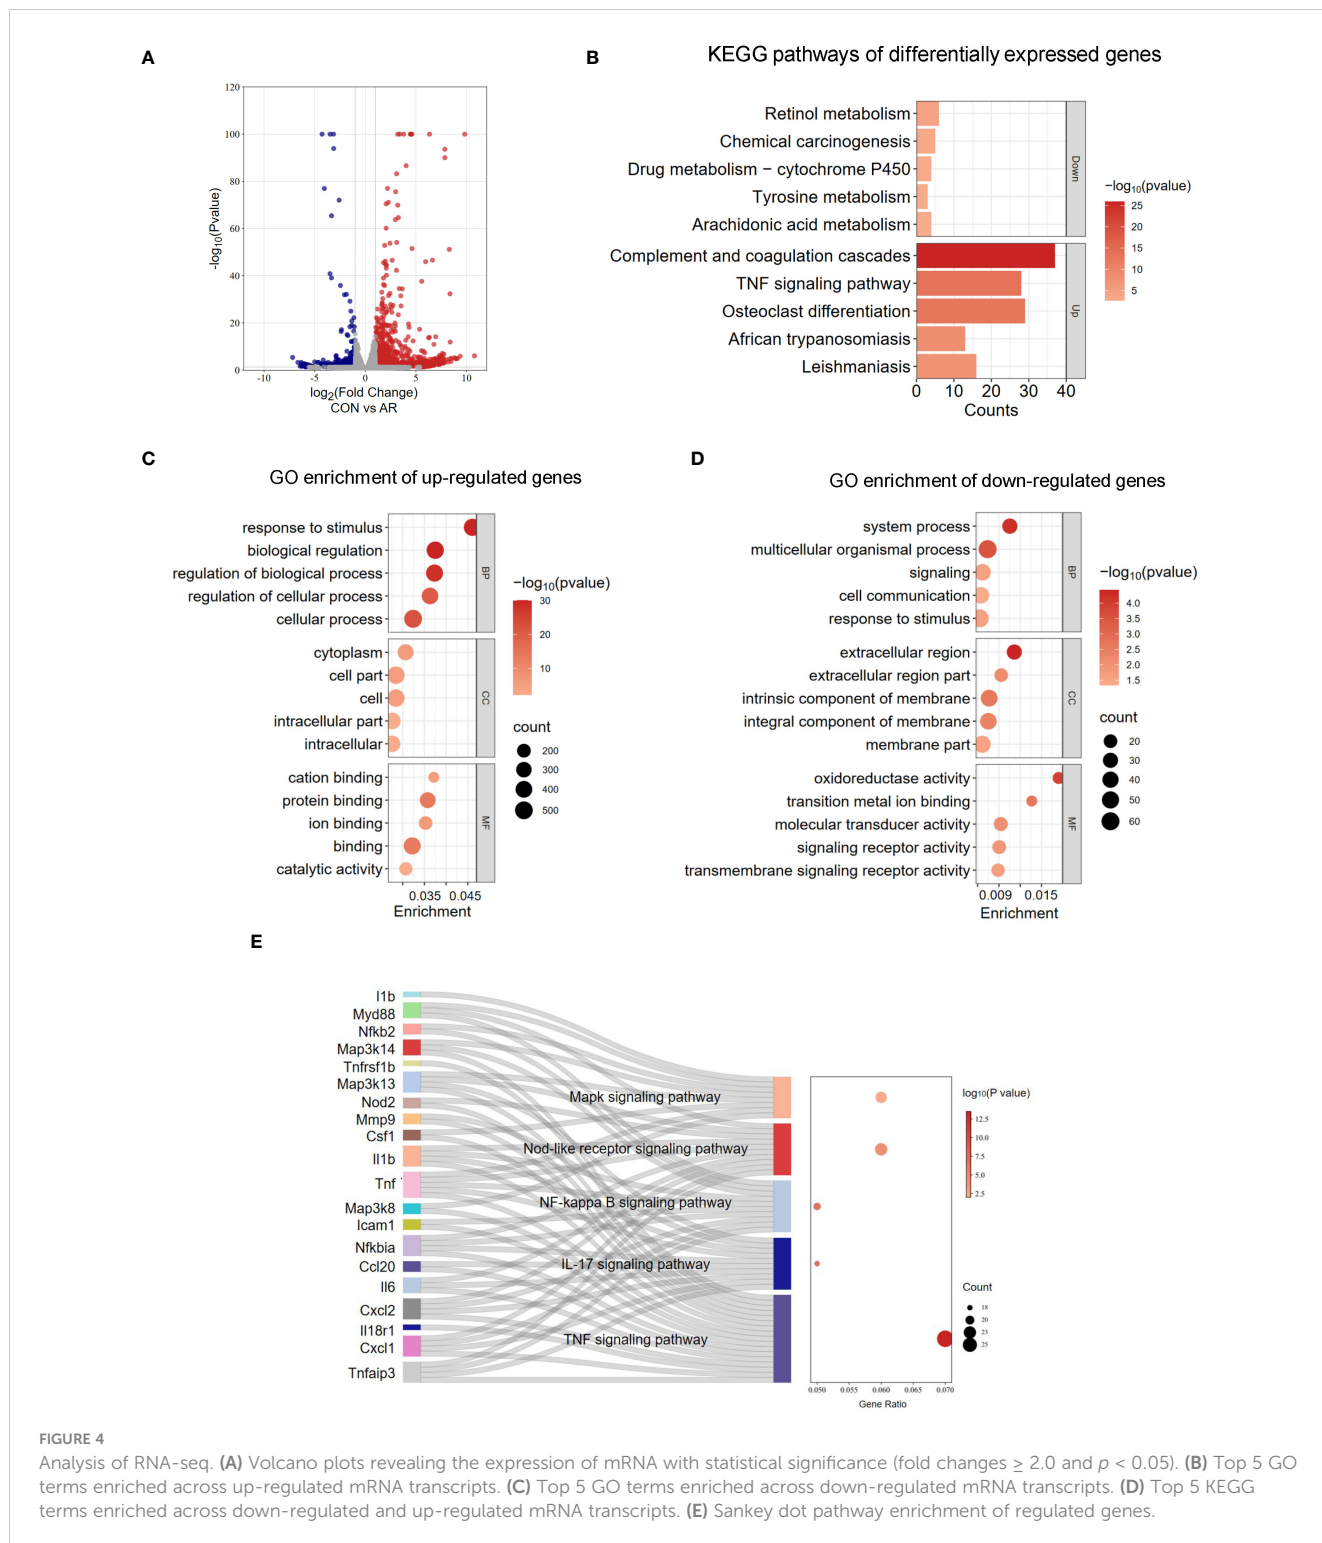 A
120
100
80
60
40
20
0
-10
-5
0
5
10
-log10(Pvalue)
log2(Fold Change)
CON vs AR
B
KEGG pathways of differentially expressed genes
Retinol metabolism
Chemical carcinogenesis
Drug metabolism − cytochrome P450
Tyrosine metabolism
Arachidonic acid metabolism
Complement and coagulation cascades
TNF signaling pathway
Osteoclast differentiation
African trypanosomiasis
Leishmaniasis
Down
Up
0 10 20 30 40
Counts
−log10(pvalue)
25
20
15
10
5
C
GO enrichment of up-regulated genes
response to stimulus
biological regulation
regulation of biological process
regulation of cellular process
cellular process
BP
cytoplasm
cell part
cell
intracellular part
intracellular
CC
cation binding
protein binding
ion binding
binding
catalytic activity
MF
0.035 0.045
Enrichment
−log10(pvalue)
30
20
10
count
200
300
400
500
D
GO enrichment of down-regulated genes
system process
multicellular organismal process
signaling
cell communication
response to stimulus
BP
extracellular region
extracellular region part
intrinsic component of membrane
integral component of membrane
membrane part
CC
oxidoreductase activity
transition metal ion binding
molecular transducer activity
signaling receptor activity
transmembrane signaling receptor activity
MF
0.009 0.015
Enrichment
−log10(pvalue)
4.0
3.5
3.0
2.5
2.0
1.5
count
20
30
40
50
60
E
I1b
Myd88
Nfkb2
Map3k14
Tnfrsf1b
Map3k13
Nod2
Mmp9
Csf1
Il1b
Tnf
Map3k8
Icam1
Nfkbia
Ccl20
Il6
Cxcl2
Il18r1
Cxcl1
Tnfaip3
Mapk signaling pathway
Nod-like receptor signaling pathway
NF-kappa B signaling pathway
IL-17 signaling pathway
TNF signaling pathway
0.050 0.055 0.060 0.065 0.070
Gene Ratio
log10(P value)
12.5
10.0
7.5
5.0
2.5
Count
18
20
23
25
FIGURE 4
Analysis of RNA-seq. (A) Volcano plots revealing the expression of mRNA with statistical significance (fold changes ≥ 2.0 and p < 0.05). (B) Top 5 GO
terms enriched across up-regulated mRNA transcripts. (C) Top 5 GO terms enriched across down-regulated mRNA transcripts. (D) Top 5 KEGG
terms enriched across down-regulated and up-regulated mRNA transcripts. (E) Sankey dot pathway enrichment of regulated genes.